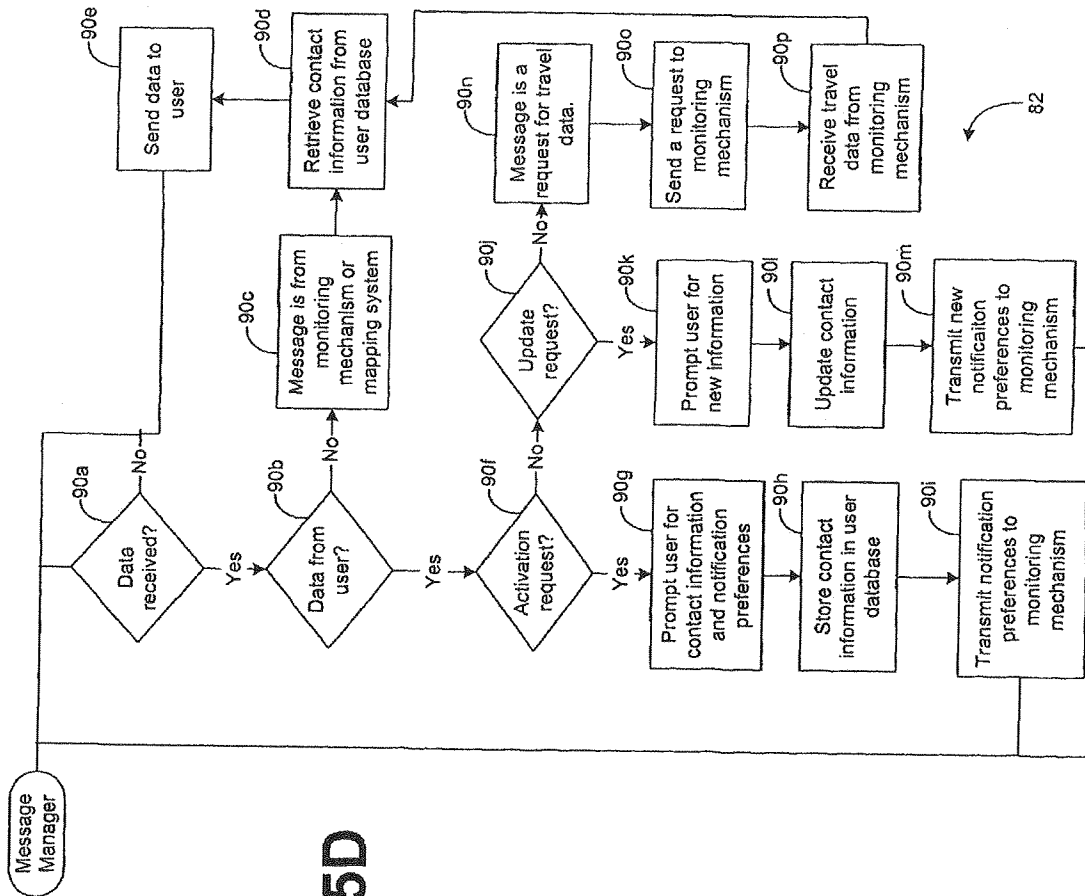 Message
Manager
5D
90a
Data
received?
No
Yes
90b
Data from
user?
No
Yes
90c
Message is from
monitoring
mechanism or
mapping system
90d
Retrieve contact
information from
user database
90e
Send data to
user
90f
Activation
request?
No
Yes
90g
Prompt user for
contact information
and notification
preferences
90h
Store contact
information in user
database
90i
Transmit notification
preferences to
monitoring
mechanism
90j
Update
request?
No
Yes
90k
Prompt user for
new information
90l
Update contact
information
90m
Transmit new
notificaiton
preferences to
monitoring
mechanism
90n
Message is a
request for travel
data.
90o
Send a request to
monitoring
mechanism
90p
Receive travel
data from
monitoring
mechanism
82